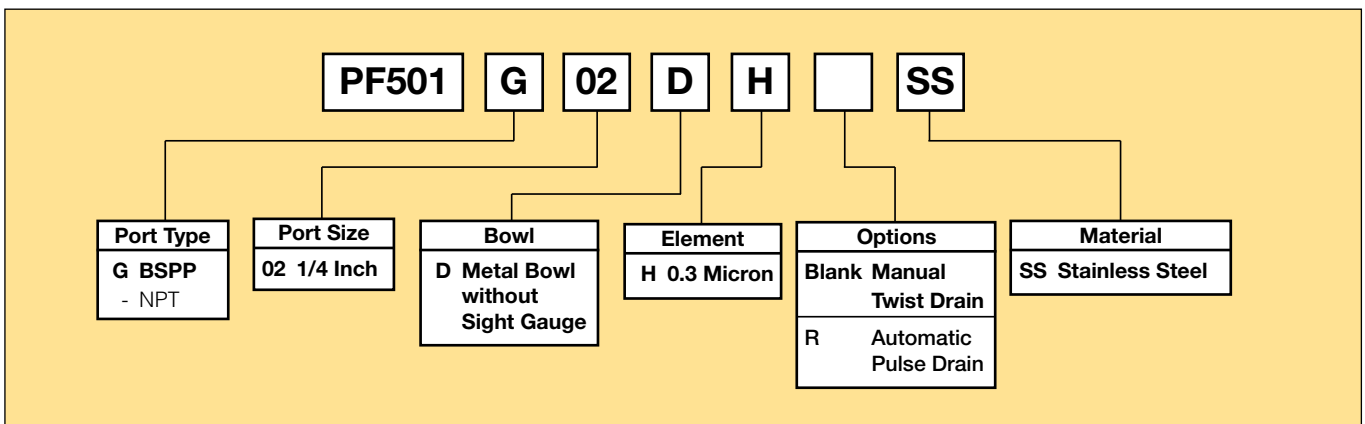 PF501 G 02 D H SS
Port Type
G BSPP
- NPT
Port Size
02 1/4 Inch
Bowl
D Metal Bowl
without
Sight Gauge
Element
H 0.3 Micron
Options
Blank Manual
Twist Drain
R Automatic
Pulse Drain
Material
SS Stainless Steel